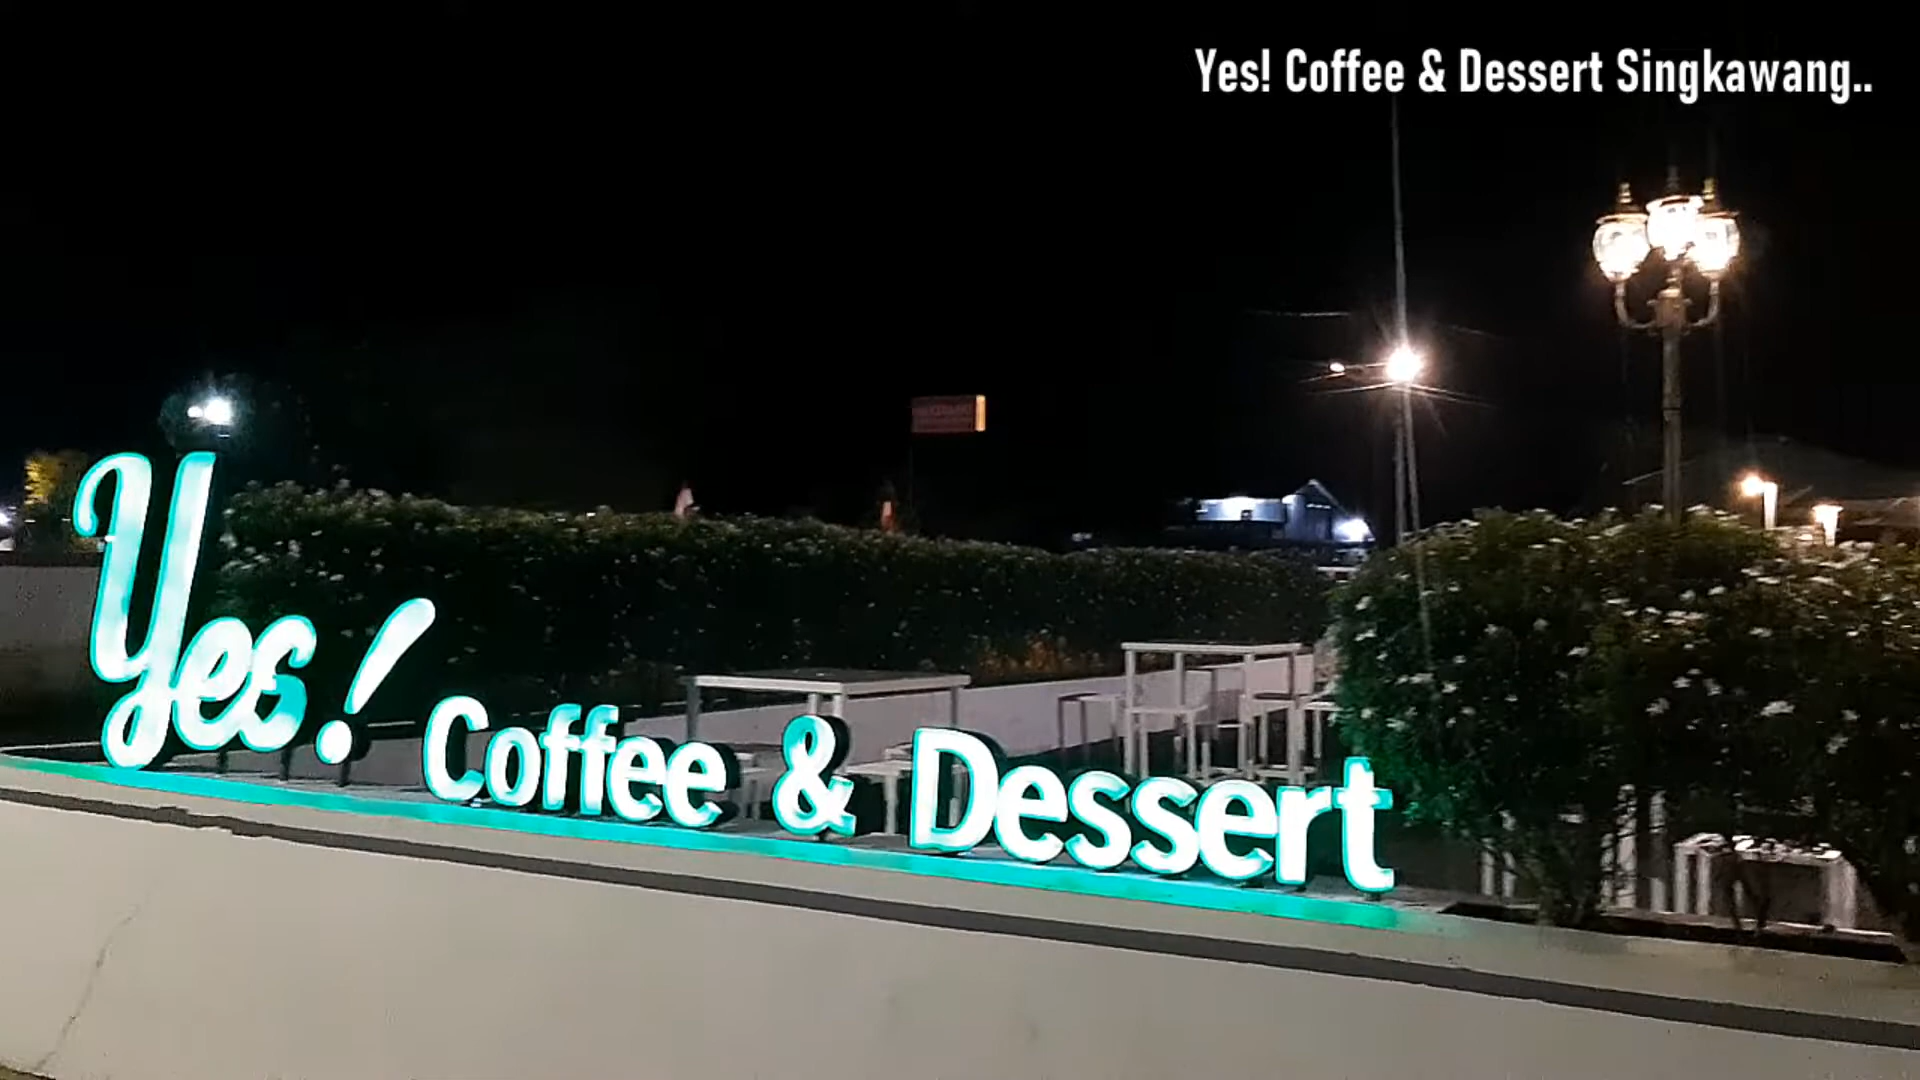 Yes! Coffee & Dessert Singkawang..
Yes! Coffee & Dessert